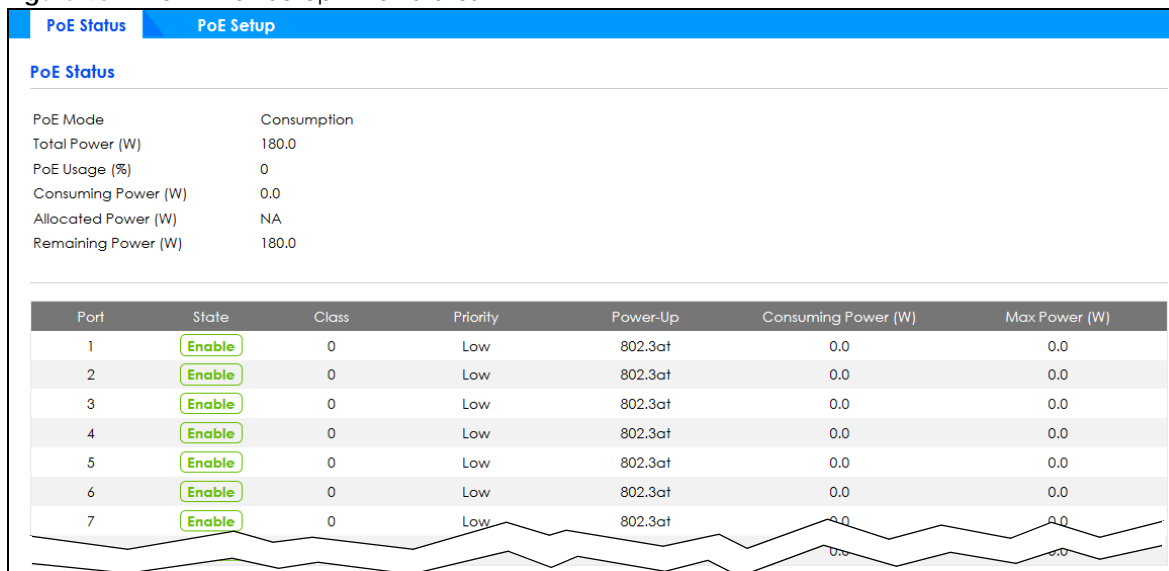 PoE Status PoE Setup
PoE Status
PoE Mode Consumption
Total Power (W) 180.0
PoE Usage (%) 0
Consuming Power (W) 0.0
Allocated Power (W) NA
Remaining Power (W) 180.0
Port State Class Priority Power-Up Consuming Power (W) Max Power (W)
1 Enable 0 Low 802.3at 0.0 0.0
2 Enable 0 Low 802.3at 0.0 0.0
3 Enable 0 Low 802.3at 0.0 0.0
4 Enable 0 Low 802.3at 0.0 0.0
5 Enable 0 Low 802.3at 0.0 0.0
6 Enable 0 Low 802.3at 0.0 0.0
7 Enable 0 Low 802.3at 0.0 0.0